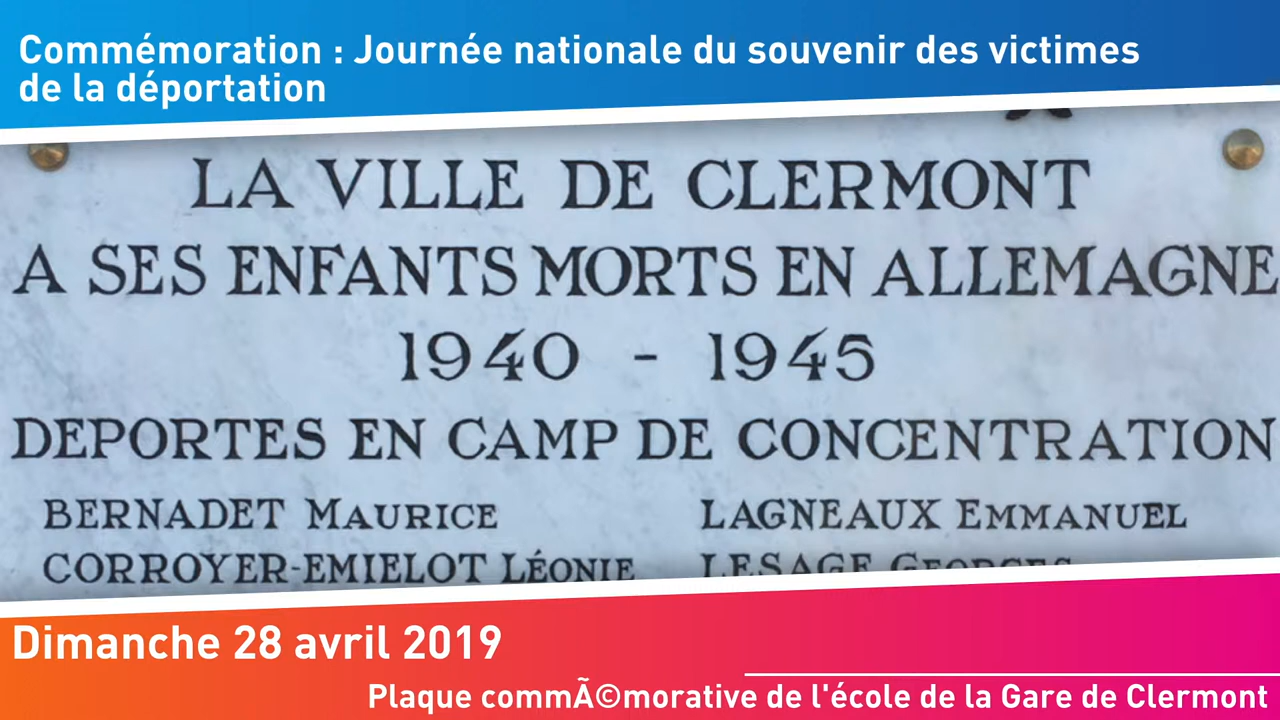 Commémoration : Journée nationale du souvenir des victimes
de la déportation
LA VILLE DE CLERMONT
A SES ENFANTS MORTS EN ALLEMAGNE
1940 - 1945
DEPORTES EN CAMP DE CONCENTRATION
BERNADET MAURICE LAGNEAUX EMMANUEL
CORROYER-EMIELOT LÉONIE LESAGE GEORGES
Dimanche 28 avril 2019
Plaque commÃ©morative de l'école de la Gare de Clermont